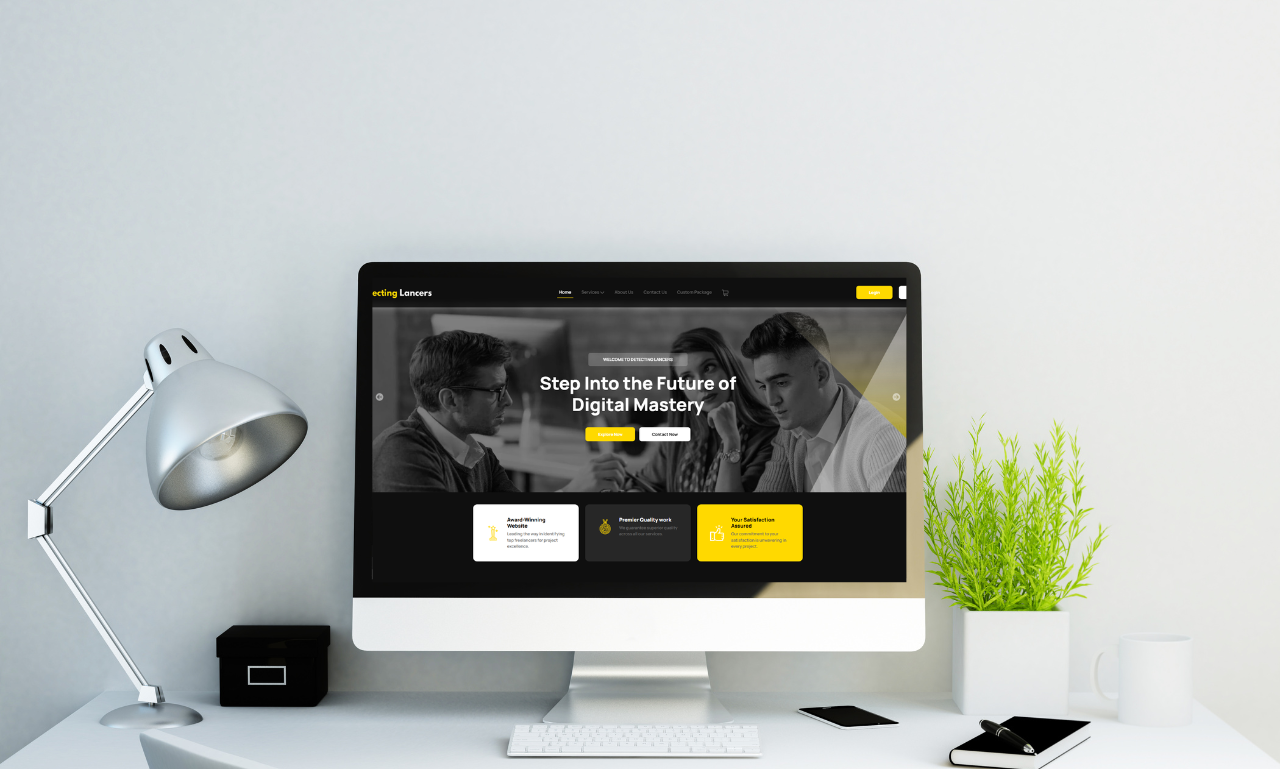 ecting Lancers
Home Services About Us Contact Us Custom Package
Login
WELCOME TO DETECTING LANCERS
Step Into the Future of
Digital Mastery
Contact Now
Award-Winning
Website
Leading the way in identifying
top freelancers for project
excellence.
Premier Quality work
We guarantee superior quality
across all our services
Your Satisfaction
Assured
Our commitment to your
satisfaction is unwavering in
every project